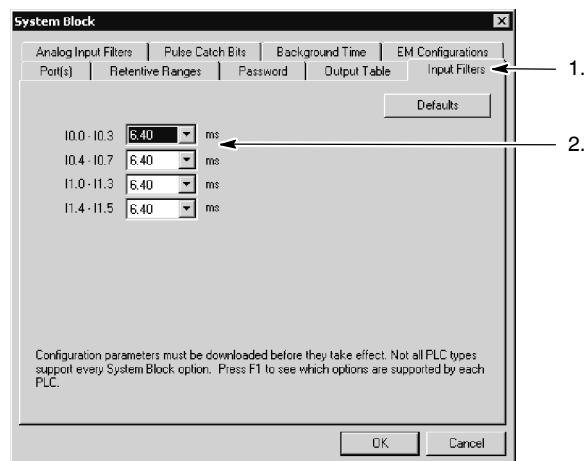 System Block
Analog Input Filters Pulse Catch Bits Background Time EM Configurations
Port(s) Retentive Ranges Password Output Table Input Filters
1.
Defaults
I0.0 - I0.3 6.40 ms
2.
I0.4 - I0.7 6.40 ms
I1.0 - I1.3 6.40 ms
I1.4 - I1.5 6.40 ms
Configuration parameters must be downloaded before they take effect. Not all PLC types
support every System Block option. Press F1 to see which options are supported by each
PLC.
OK Cancel